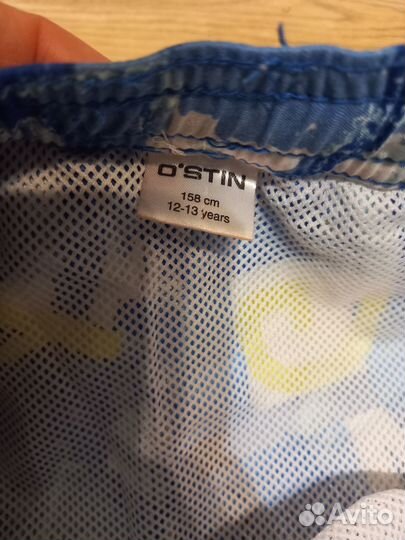 O'STIN
158 cm
12-13 years
Avito